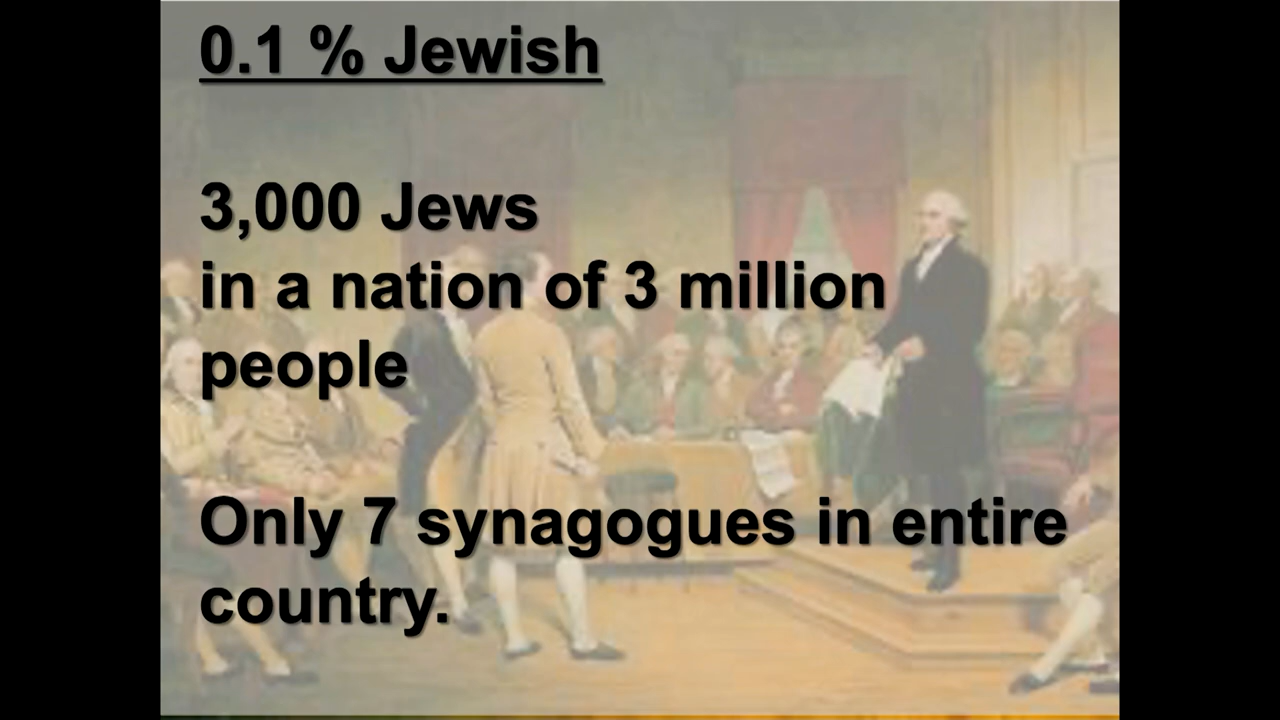 0.1 % Jewish
3,000 Jews
in a nation of 3 million
people
Only 7 synagogues in entire
country.